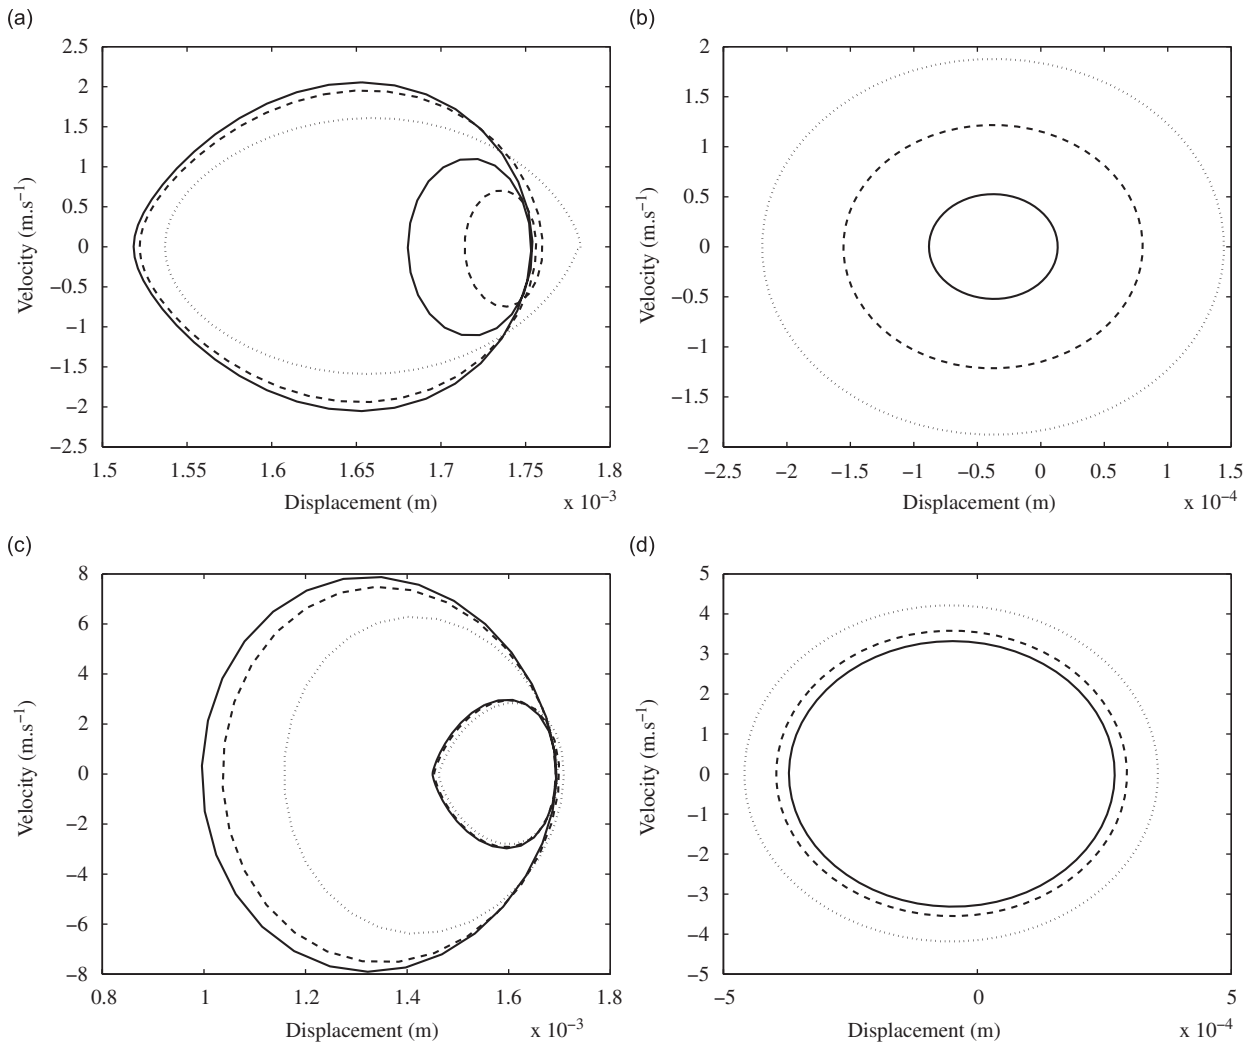 (a)
2.5
2
1.5
1
0.5
0
−0.5
−1
−1.5
−2
−2.5
Velocity (m.s⁻¹)
1.5 1.55 1.6 1.65 1.7 1.75 1.8
Displacement (m) x 10⁻³
(b)
2
1.5
1
0.5
0
−0.5
−1
−1.5
−2
Velocity (m.s⁻¹)
−2.5 −2 −1.5 −1 −0.5 0 0.5 1 1.5
Displacement (m) x 10⁻⁴
(c)
8
6
4
2
0
−2
−4
−6
−8
Velocity (m.s⁻¹)
0.8 1 1.2 1.4 1.6 1.8
Displacement (m) x 10⁻³
(d)
5
4
3
2
1
0
−1
−2
−3
−4
−5
Velocity (m.s⁻¹)
−5 0 5
Displacement (m) x 10⁻⁴